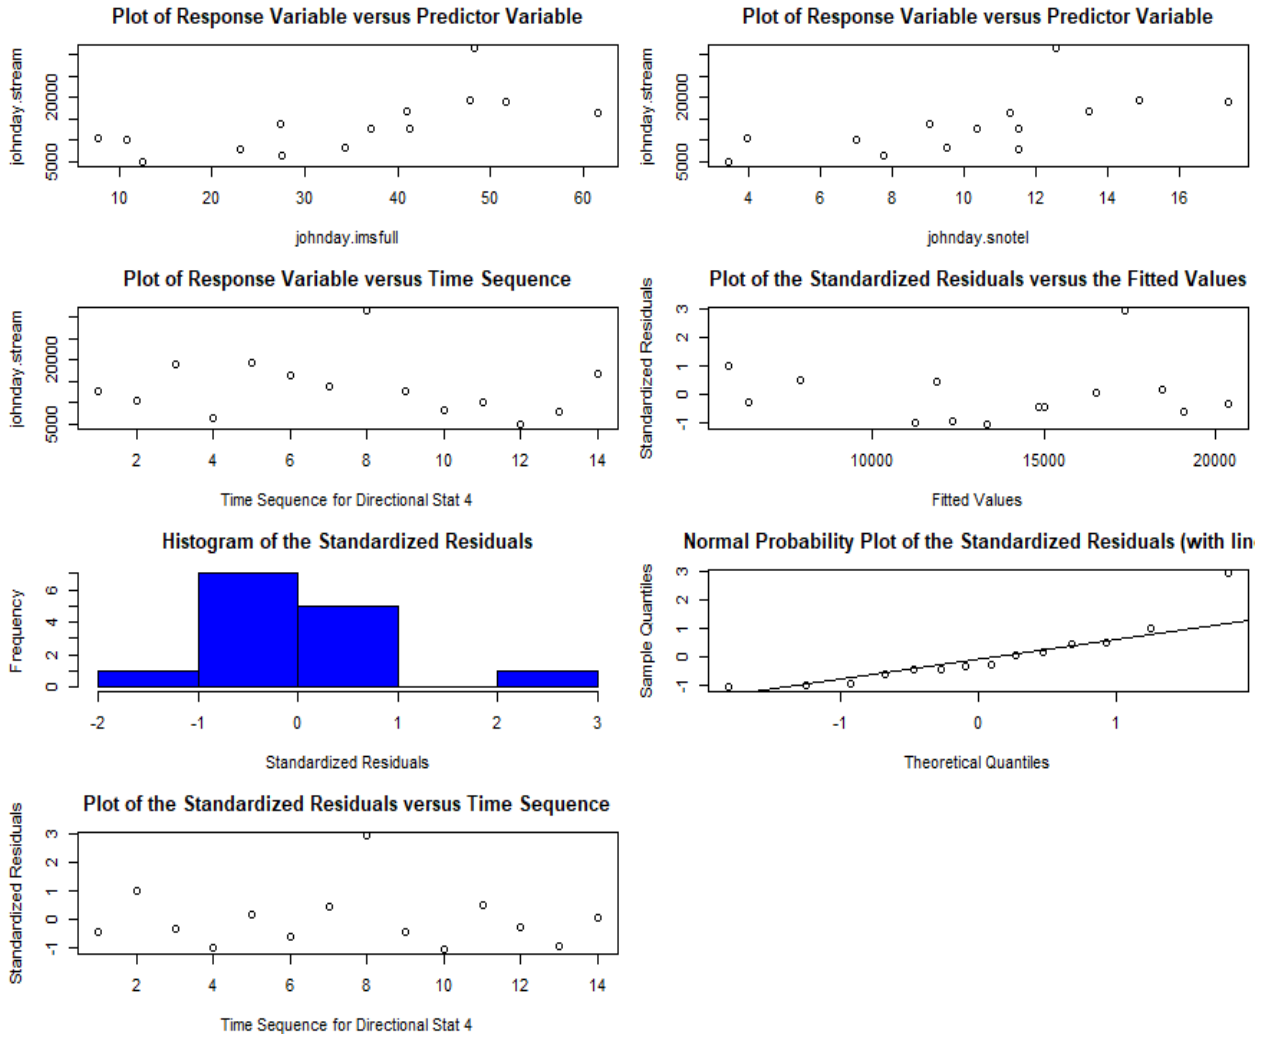 Plot of Response Variable versus Predictor Variable
johnday.stream
5000 20000
10 20 30 40 50 60
johnday.imsfull
Plot of Response Variable versus Predictor Variable
johnday.stream
5000 20000
4 6 8 10 12 14 16
johnday.snotel
Plot of Response Variable versus Time Sequence
johnday.stream
5000 20000
2 4 6 8 10 12 14
Time Sequence for Directional Stat 4
Plot of the Standardized Residuals versus the Fitted Values
Standardized Residuals
-1 0 1 2 3
10000 15000 20000
Fitted Values
Histogram of the Standardized Residuals
Frequency
0 2 4 6
-2 -1 0 1 2 3
Standardized Residuals
Normal Probability Plot of the Standardized Residuals (with lin
Sample Quantiles
-1 0 1 2 3
-1 0 1
Theoretical Quantiles
Plot of the Standardized Residuals versus Time Sequence
Standardized Residuals
-1 0 1 2 3
2 4 6 8 10 12 14
Time Sequence for Directional Stat 4